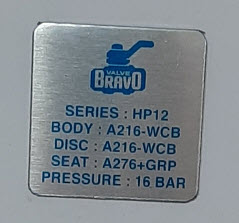 VALVE
BRAVO
SERIES : HP12
BODY : A216-WCB
DISC : A216-WCB
SEAT : A276+GRP
PRESSURE : 16 BAR